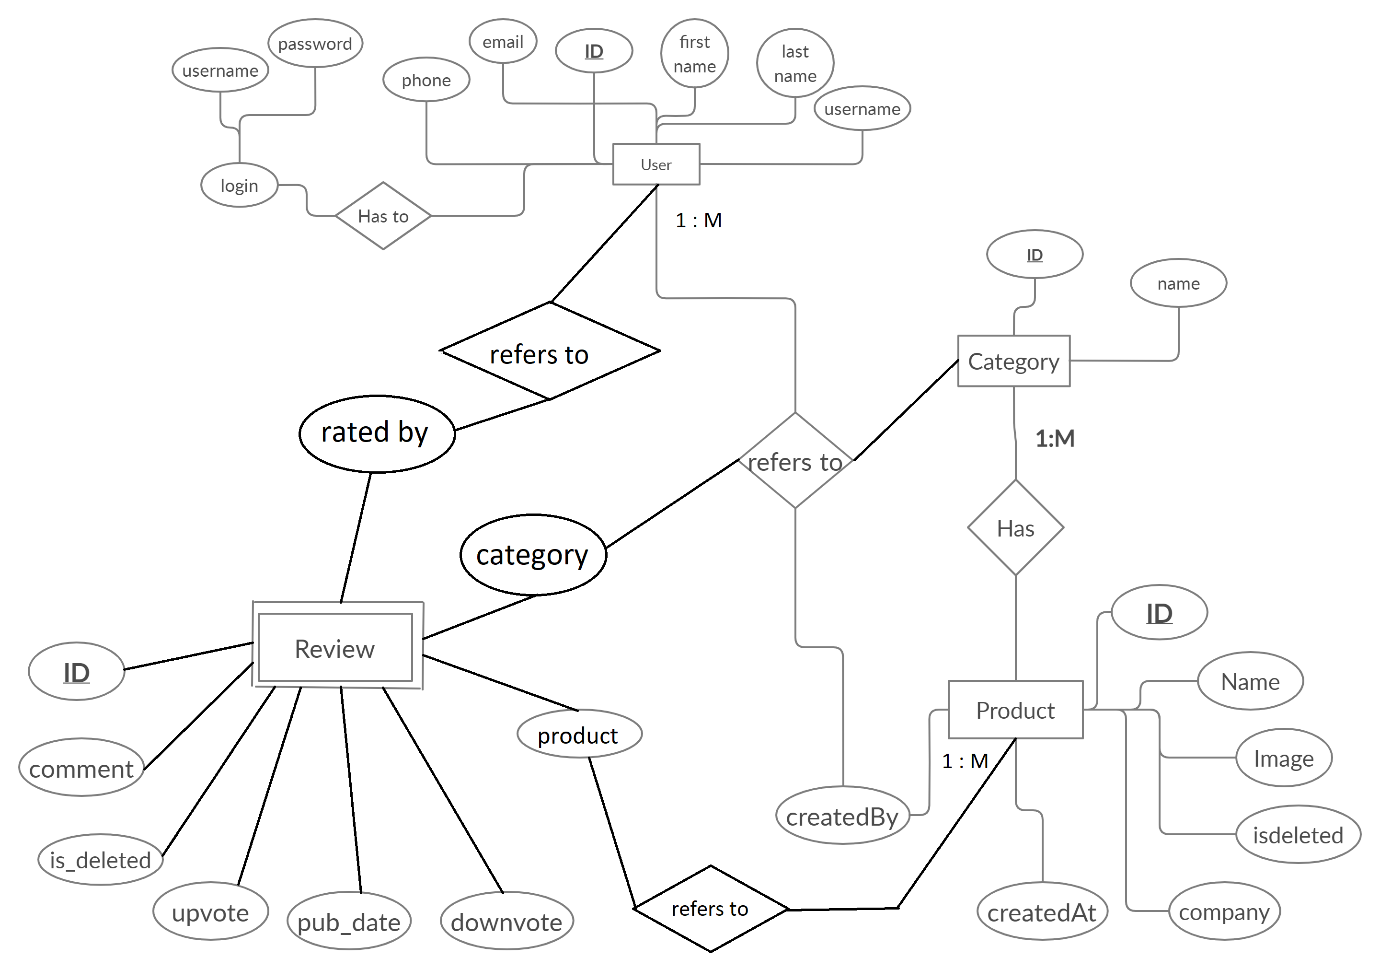 password
username
email
ID
first
name
last
name
phone
username
User
login
Has to
1 : M
ID
name
refers to
Category
rated by
1:M
refers to
category
Has
ID
Review
ID
Name
Product
product
1 : M
Image
comment
createdBy
isdeleted
is_deleted
upvote
pub_date
downvote
refers to
createdAt
company